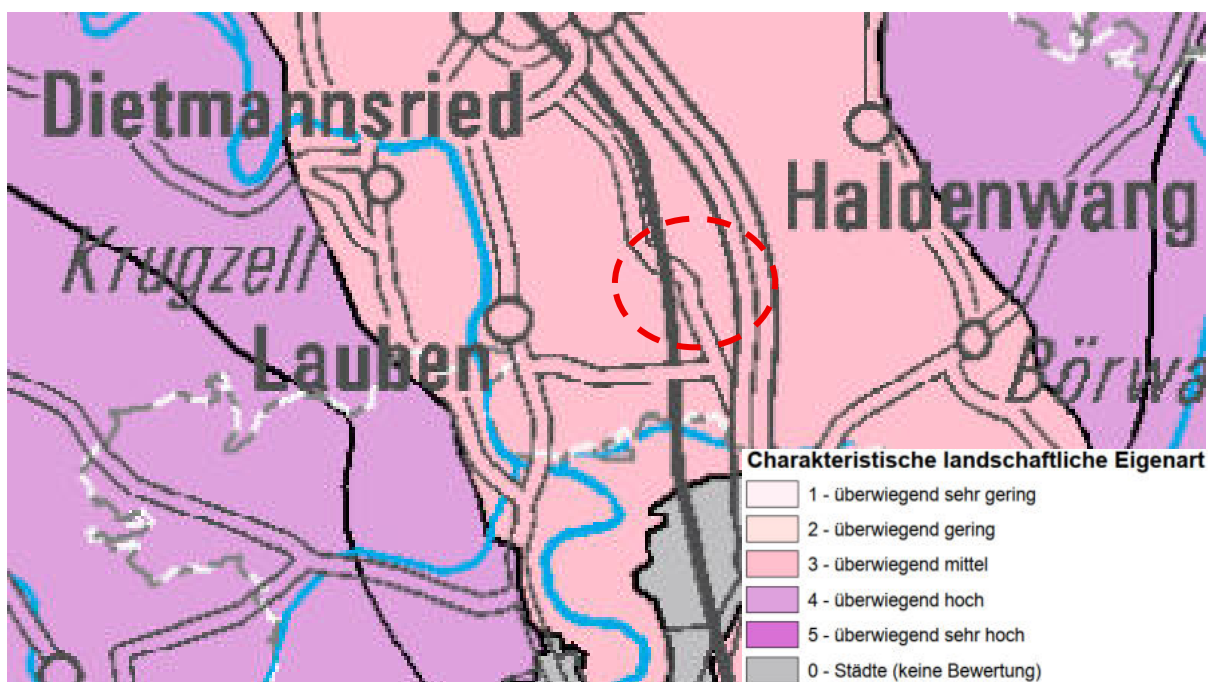 Dietmannsried
Haldenwang
Krugzell
Lauben
Börwa
Charakteristische landschaftliche Eigenart
1 - überwiegend sehr gering
2 - überwiegend gering
3 - überwiegend mittel
4 - überwiegend hoch
5 - überwiegend sehr hoch
0 - Städte (keine Bewertung)